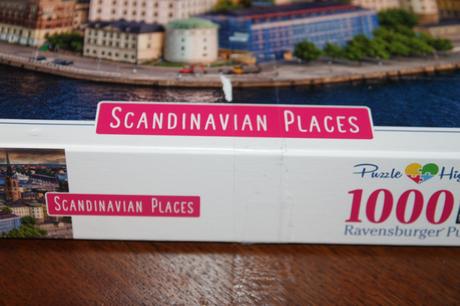 SCANDINAVIAN PLACES
SCANDINAVIAN PLACES
Puzzle
1000
Ravensburger